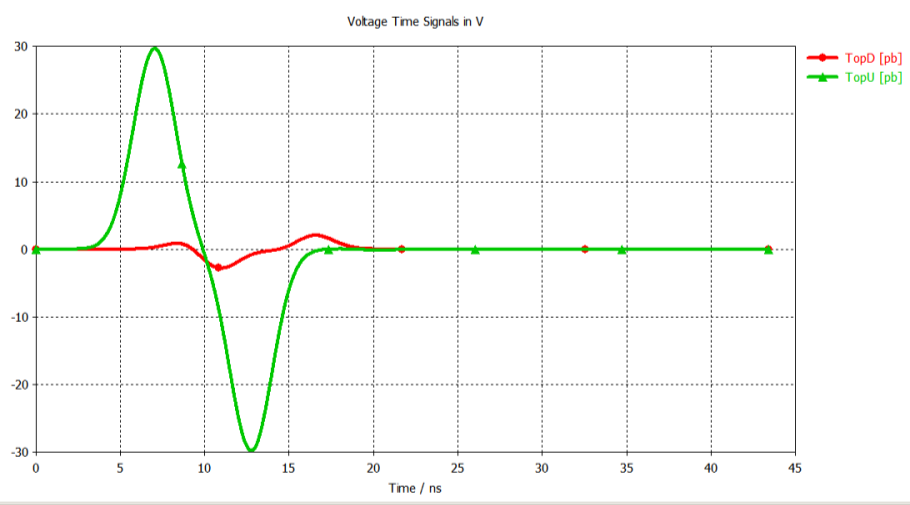 Voltage Time Signals in V
TopD [pb]
TopU [pb]
30
20
10
0
-10
-20
-30
0 5 10 15 20 25 30 35 40 45
Time / ns